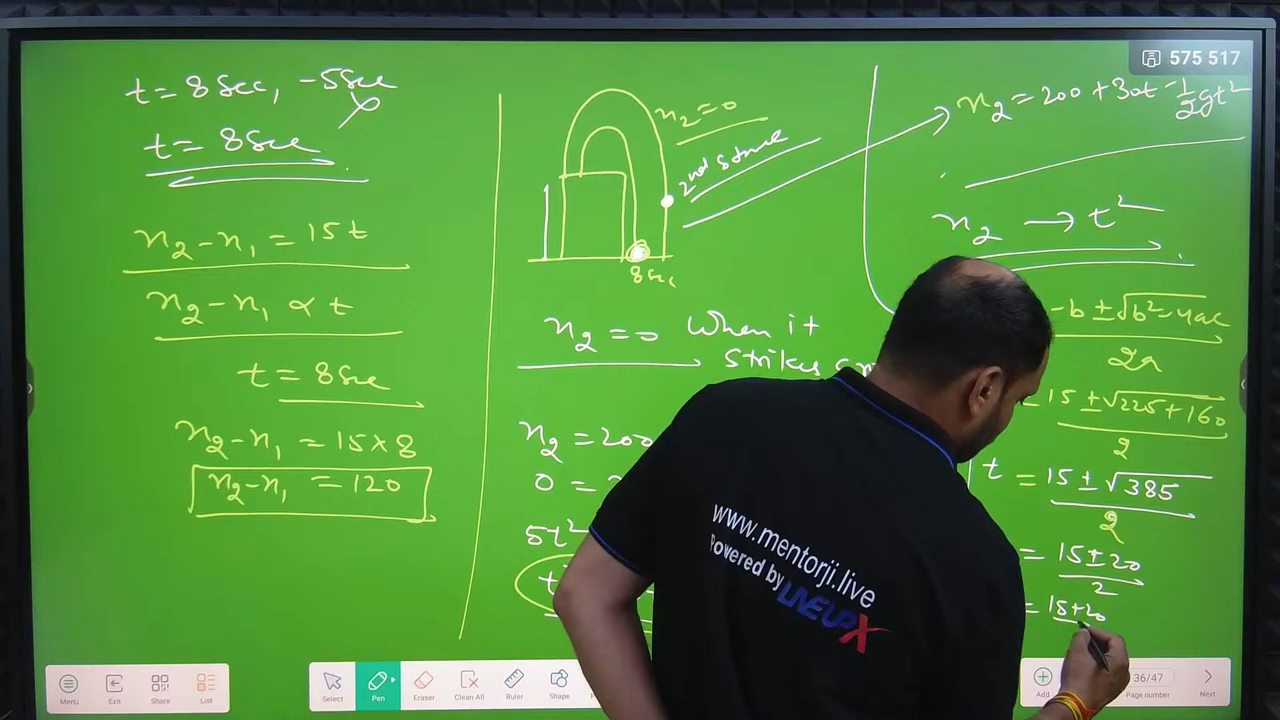 575 517
t = 8 Sec, -5 Sec
t = 8 Sec
x₂-x₁ = 15t
x₂-x₁ ∝ t
t = 8 Sec
x₂-x₁ = 15×8
x₂-x₁ = 120
x₂=0
2nd stone
8 Sec
x₂ = 0 When it
strikes
x₂ = 200
0 =
5t²
t
x₂ = 200 + 30t - 1/2 gt²
x₂ → t²
-b ± √b²-4ac
2a
= 15 ± √225+160
2
t = 15 ± √385
2
= 15 ± 20
2
= 15+20
www.mentorji.live
Powered by LINEUPX
Menu
Exit
Share
List
Select
Pen
Eraser
Clean All
Ruler
Shape
Add
36/47
Page number
Next